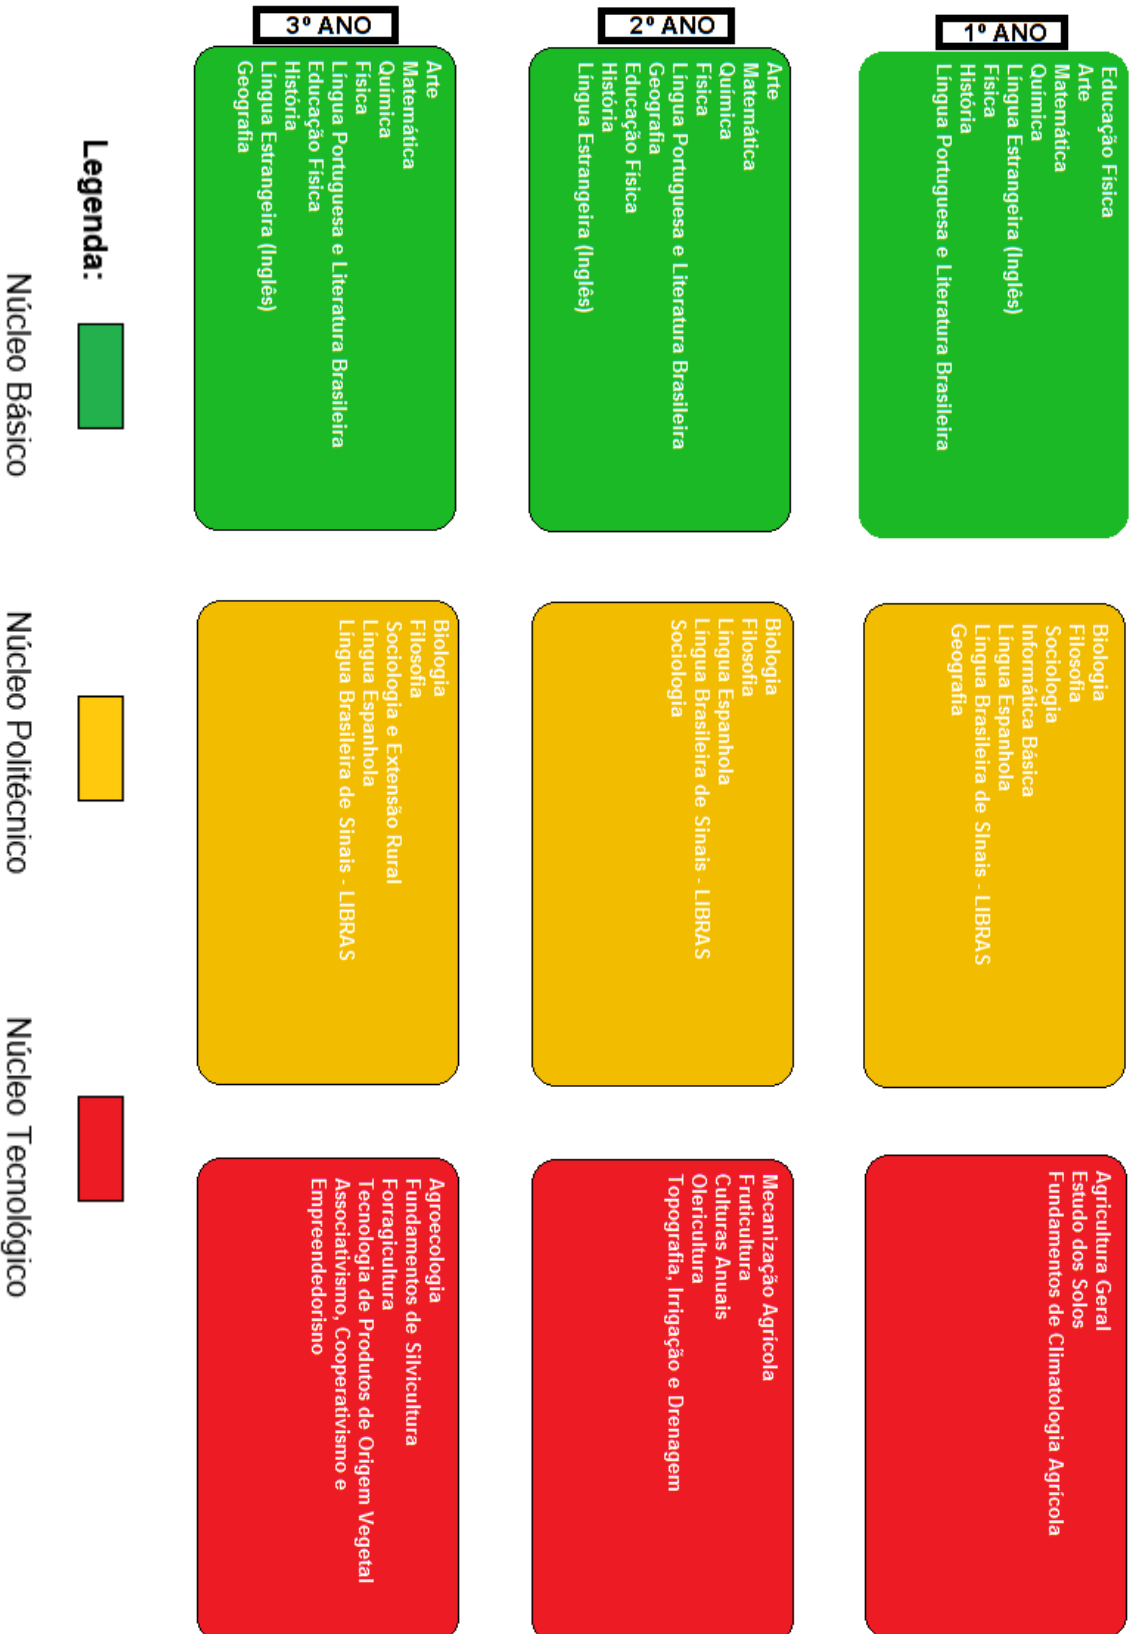 1º ANO
Educação Física
Arte
Matemática
Química
Língua Estrangeira (Inglês)
Física
História
Língua Portuguesa e Literatura Brasileira
Biologia
Filosofia
Sociologia
Informática Básica
Língua Espanhola
Língua Brasileira de SInais - LIBRAS
Geografia
Agricultura Geral
Estudo dos Solos
Fundamentos de Climatologia Agrícola
2º ANO
Arte
Matemática
Química
Física
Língua Portuguesa e Literatura Brasileira
Geografia
Educação Física
História
Língua Estrangeira (Inglês)
Biologia
Filosofia
Língua Espanhola
Língua Brasileira de Sinais - LIBRAS
Sociologia
Mecanização Agrícola
Fruticultura
Culturas Anuais
Olericultura
Topografia, Irrigação e Drenagem
3º ANO
Arte
Matemática
Química
Física
Língua Portuguesa e Literatura Brasileira
Educação Física
História
Língua Estrangeira (Inglês)
Geografia
Biologia
Filosofia
Sociologia e Extensão Rural
Língua Espanhola
Língua Brasileira de Sinais - LIBRAS
Agroecologia
Fundamentos de Silvicultura
Forragicultura
Tecnologia de Produtos de Origem Vegetal
Associativismo, Cooperativismo e
Empreendedorisno
Legenda:
Núcleo Básico
Núcleo Politécnico
Núcleo Tecnológico